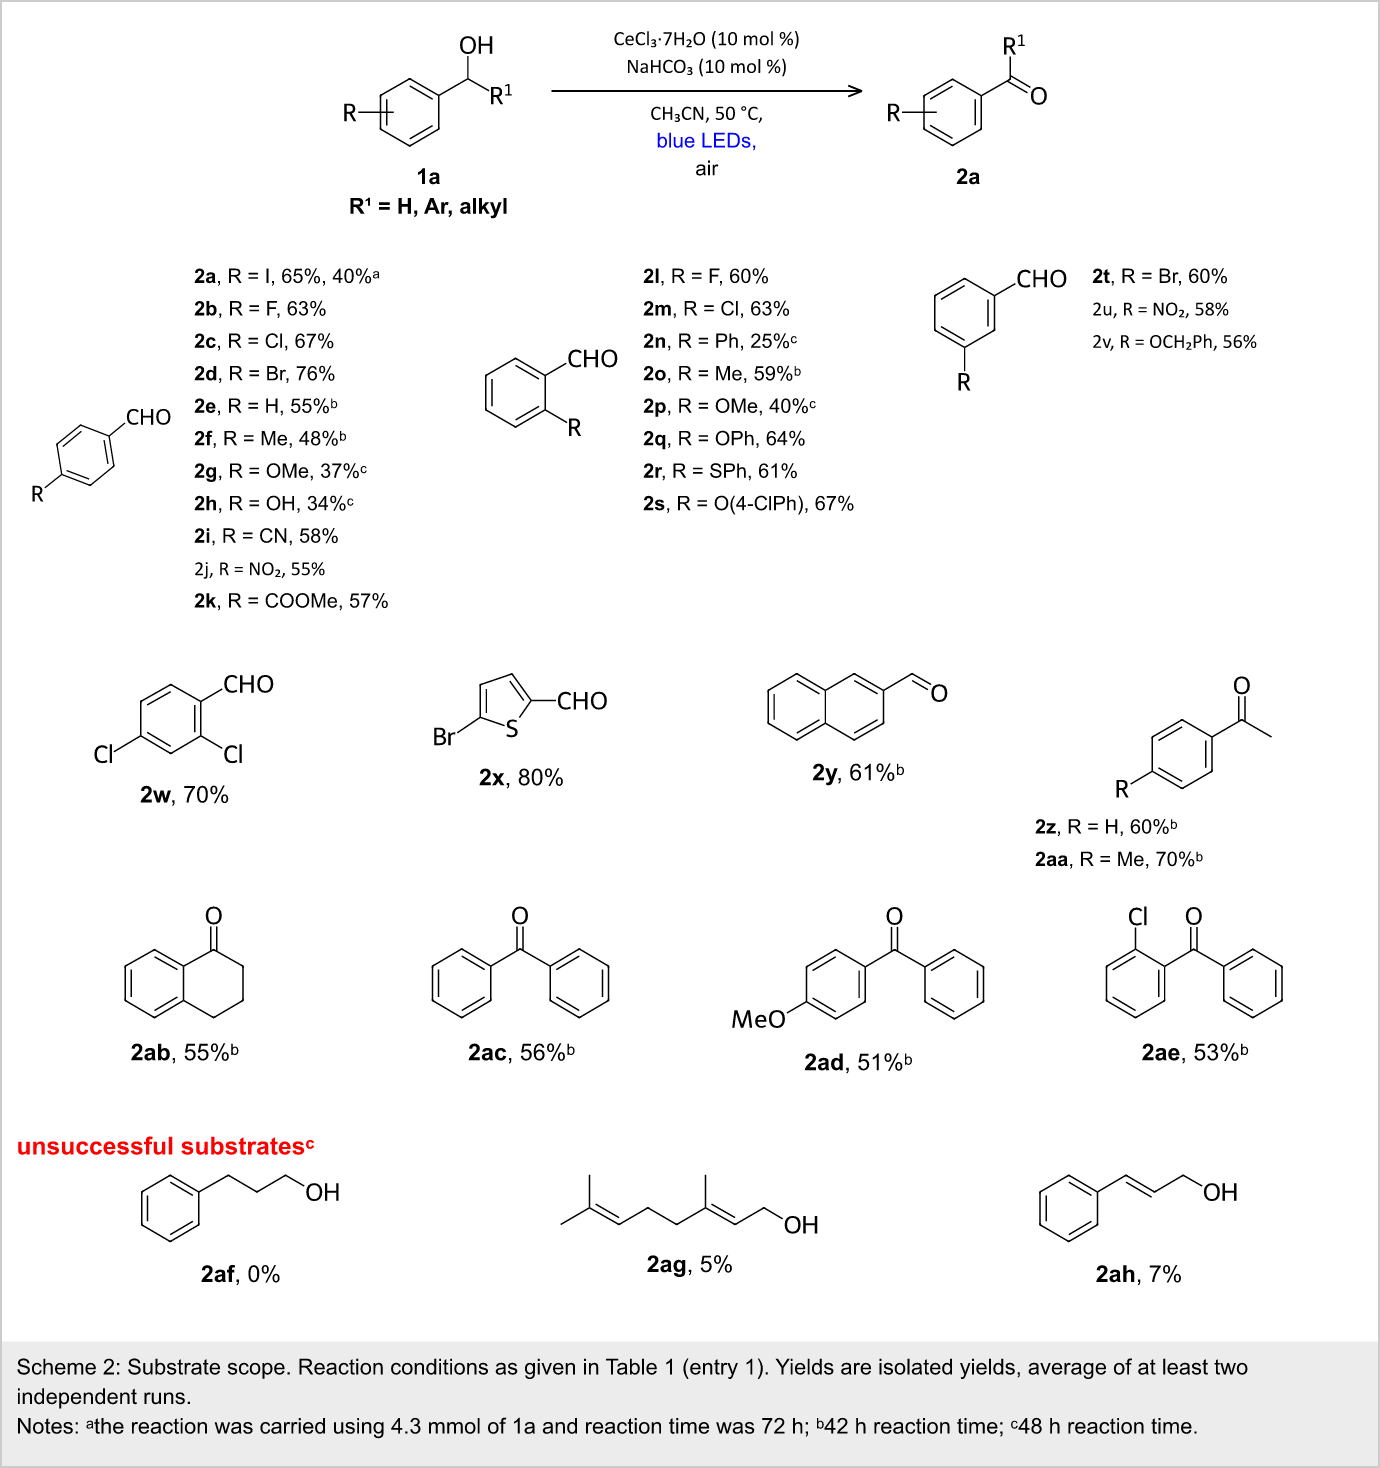 OH
R
R¹
1a
R¹ = H, Ar, alkyl
CeCl₃·7H₂O (10 mol %)
NaHCO₃ (10 mol %)
CH₃CN, 50 °C,
blue LEDs,
air
R¹
R
O
2a
CHO
R
2a, R = I, 65%, 40%ᵃ
2b, R = F, 63%
2c, R = Cl, 67%
2d, R = Br, 76%
2e, R = H, 55%ᵇ
2f, R = Me, 48%ᵇ
2g, R = OMe, 37%ᶜ
2h, R = OH, 34%ᶜ
2i, R = CN, 58%
2j, R = NO₂, 55%
2k, R = COOMe, 57%
CHO
R
2l, R = F, 60%
2m, R = Cl, 63%
2n, R = Ph, 25%ᶜ
2o, R = Me, 59%ᵇ
2p, R = OMe, 40%ᶜ
2q, R = OPh, 64%
2r, R = SPh, 61%
2s, R = O(4-ClPh), 67%
CHO
R
2t, R = Br, 60%
2u, R = NO₂, 58%
2v, R = OCH₂Ph, 56%
CHO
Cl
Cl
2w, 70%
Br
S
CHO
2x, 80%
O
2y, 61%ᵇ
O
R
2z, R = H, 60%ᵇ
2aa, R = Me, 70%ᵇ
O
2ab, 55%ᵇ
O
2ac, 56%ᵇ
O
MeO
2ad, 51%ᵇ
Cl
O
2ae, 53%ᵇ
unsuccessful substratesᶜ
OH
2af, 0%
OH
2ag, 5%
OH
2ah, 7%
Scheme 2: Substrate scope. Reaction conditions as given in Table 1 (entry 1). Yields are isolated yields, average of at least two
independent runs.
Notes: ᵃthe reaction was carried using 4.3 mmol of 1a and reaction time was 72 h; ᵇ42 h reaction time; ᶜ48 h reaction time.